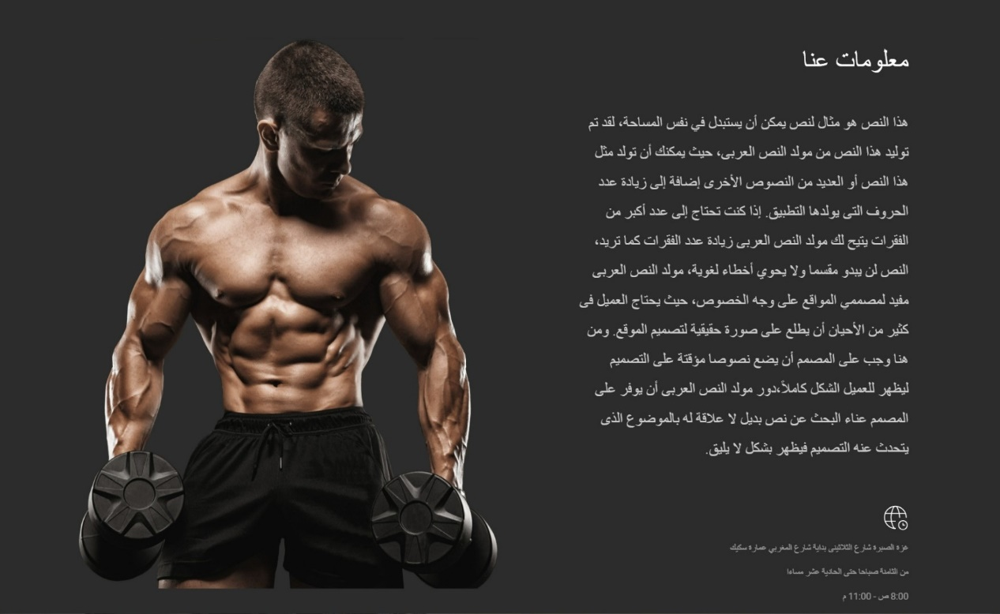 معلومات عنا
هذا النص هو مثال لنص يمكن أن يستبدل في نفس المساحة، لقد تم
توليد هذا النص من مولد النص العربى، حيث يمكنك أن تولد مثل
هذا النص أو العديد من النصوص الأخرى إضافة إلى زيادة عدد
الحروف التى يولدها التطبيق. إذا كنت تحتاج إلى عدد أكبر من
الفقرات يتيح لك مولد النص العربى زيادة عدد الفقرات كما تريد،
النص لن يبدو مقسما ولا يحوي أخطاء لغوية، مولد النص العربى
مفيد لمصممي المواقع على وجه الخصوص، حيث يحتاج العميل فى
كثير من الأحيان أن يطلع على صورة حقيقية لتصميم الموقع. ومن
هنا وجب على المصمم أن يضع نصوصا مؤقتة على التصميم
ليظهر للعميل الشكل كاملاً،دور مولد النص العربى أن يوفر على
المصمم عناء البحث عن نص بديل لا علاقة له بالموضوع الذى
يتحدث عنه التصميم فيظهر بشكل لا يليق.
غزة الصبرة شارع الثلاثينى بداية شارع المغربي عمارة سكيك
من الثامنة صباحا حتى الحادية عشر مساءا
8:00 ص - 11:00 م